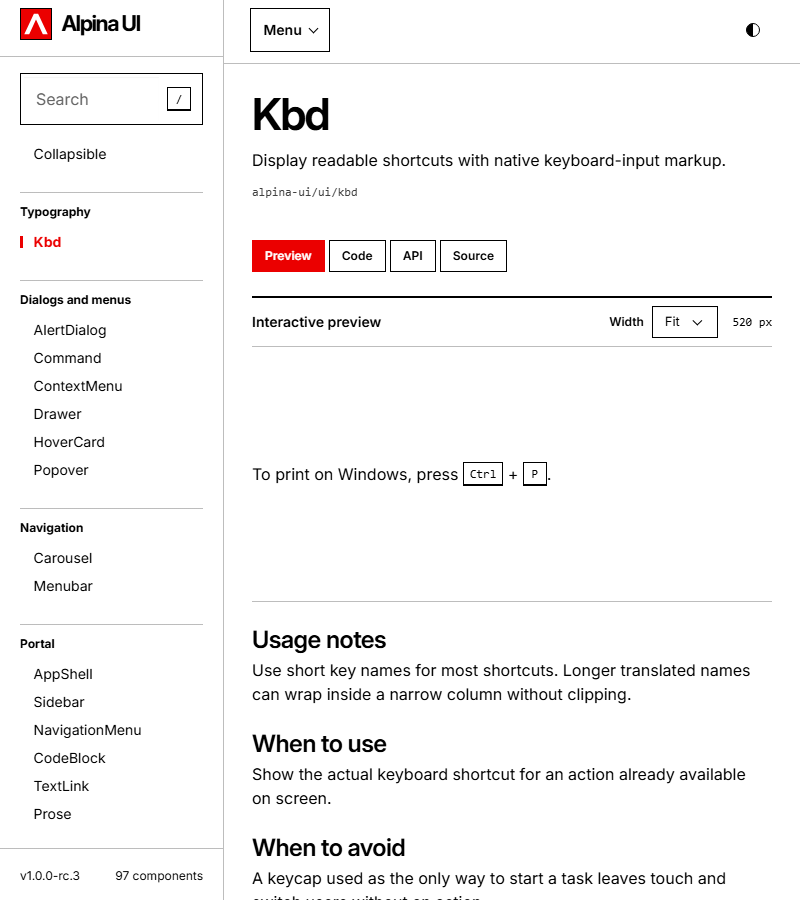 Alpina UI
Search /
Collapsible
Typography
Kbd
Dialogs and menus
AlertDialog
Command
ContextMenu
Drawer
HoverCard
Popover
Navigation
Carousel
Menubar
Portal
AppShell
Sidebar
NavigationMenu
CodeBlock
TextLink
Prose
v1.0.0-rc.3 97 components
Menu
Kbd
Display readable shortcuts with native keyboard-input markup.
alpina-ui/ui/kbd
Preview Code API Source
Interactive preview Width Fit 520 px
To print on Windows, press Ctrl + P.
Usage notes
Use short key names for most shortcuts. Longer translated names
can wrap inside a narrow column without clipping.
When to use
Show the actual keyboard shortcut for an action already available
on screen.
When to avoid
A keycap used as the only way to start a task leaves touch and